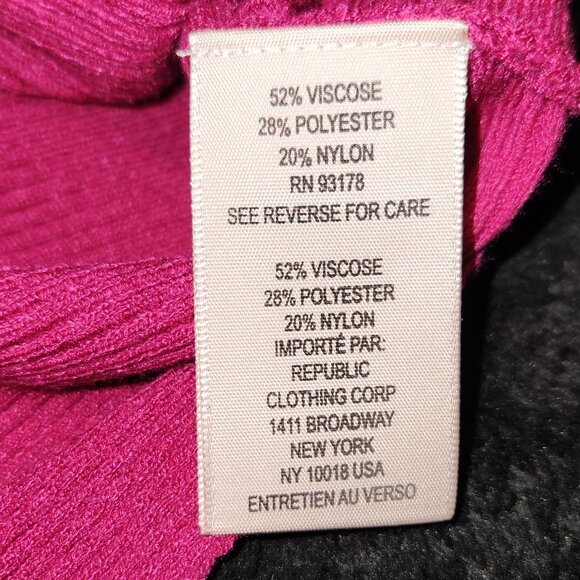 52% VISCOSE
28% POLYESTER
20% NYLON
RN 93178
SEE REVERSE FOR CARE
52% VISCOSE
28% POLYESTER
20% NYLON
IMPORTÉ PAR:
REPUBLIC
CLOTHING CORP
1411 BROADWAY
NEW YORK
NY 10018 USA
ENTRETIEN AU VERSO